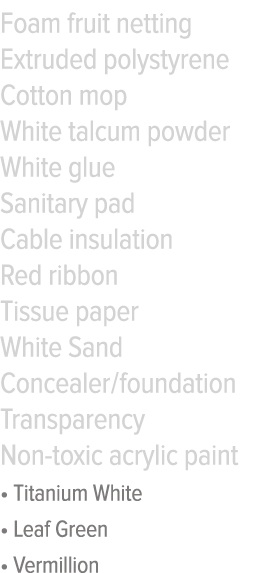 Foam fruit netting
Extruded polystyrene
Cotton mop
White talcum powder
White glue
Sanitary pad
Cable insulation
Red ribbon
Tissue paper
White Sand
Concealer/foundation
Transparency
Non-toxic acrylic paint
• Titanium White
• Leaf Green
• Vermillion